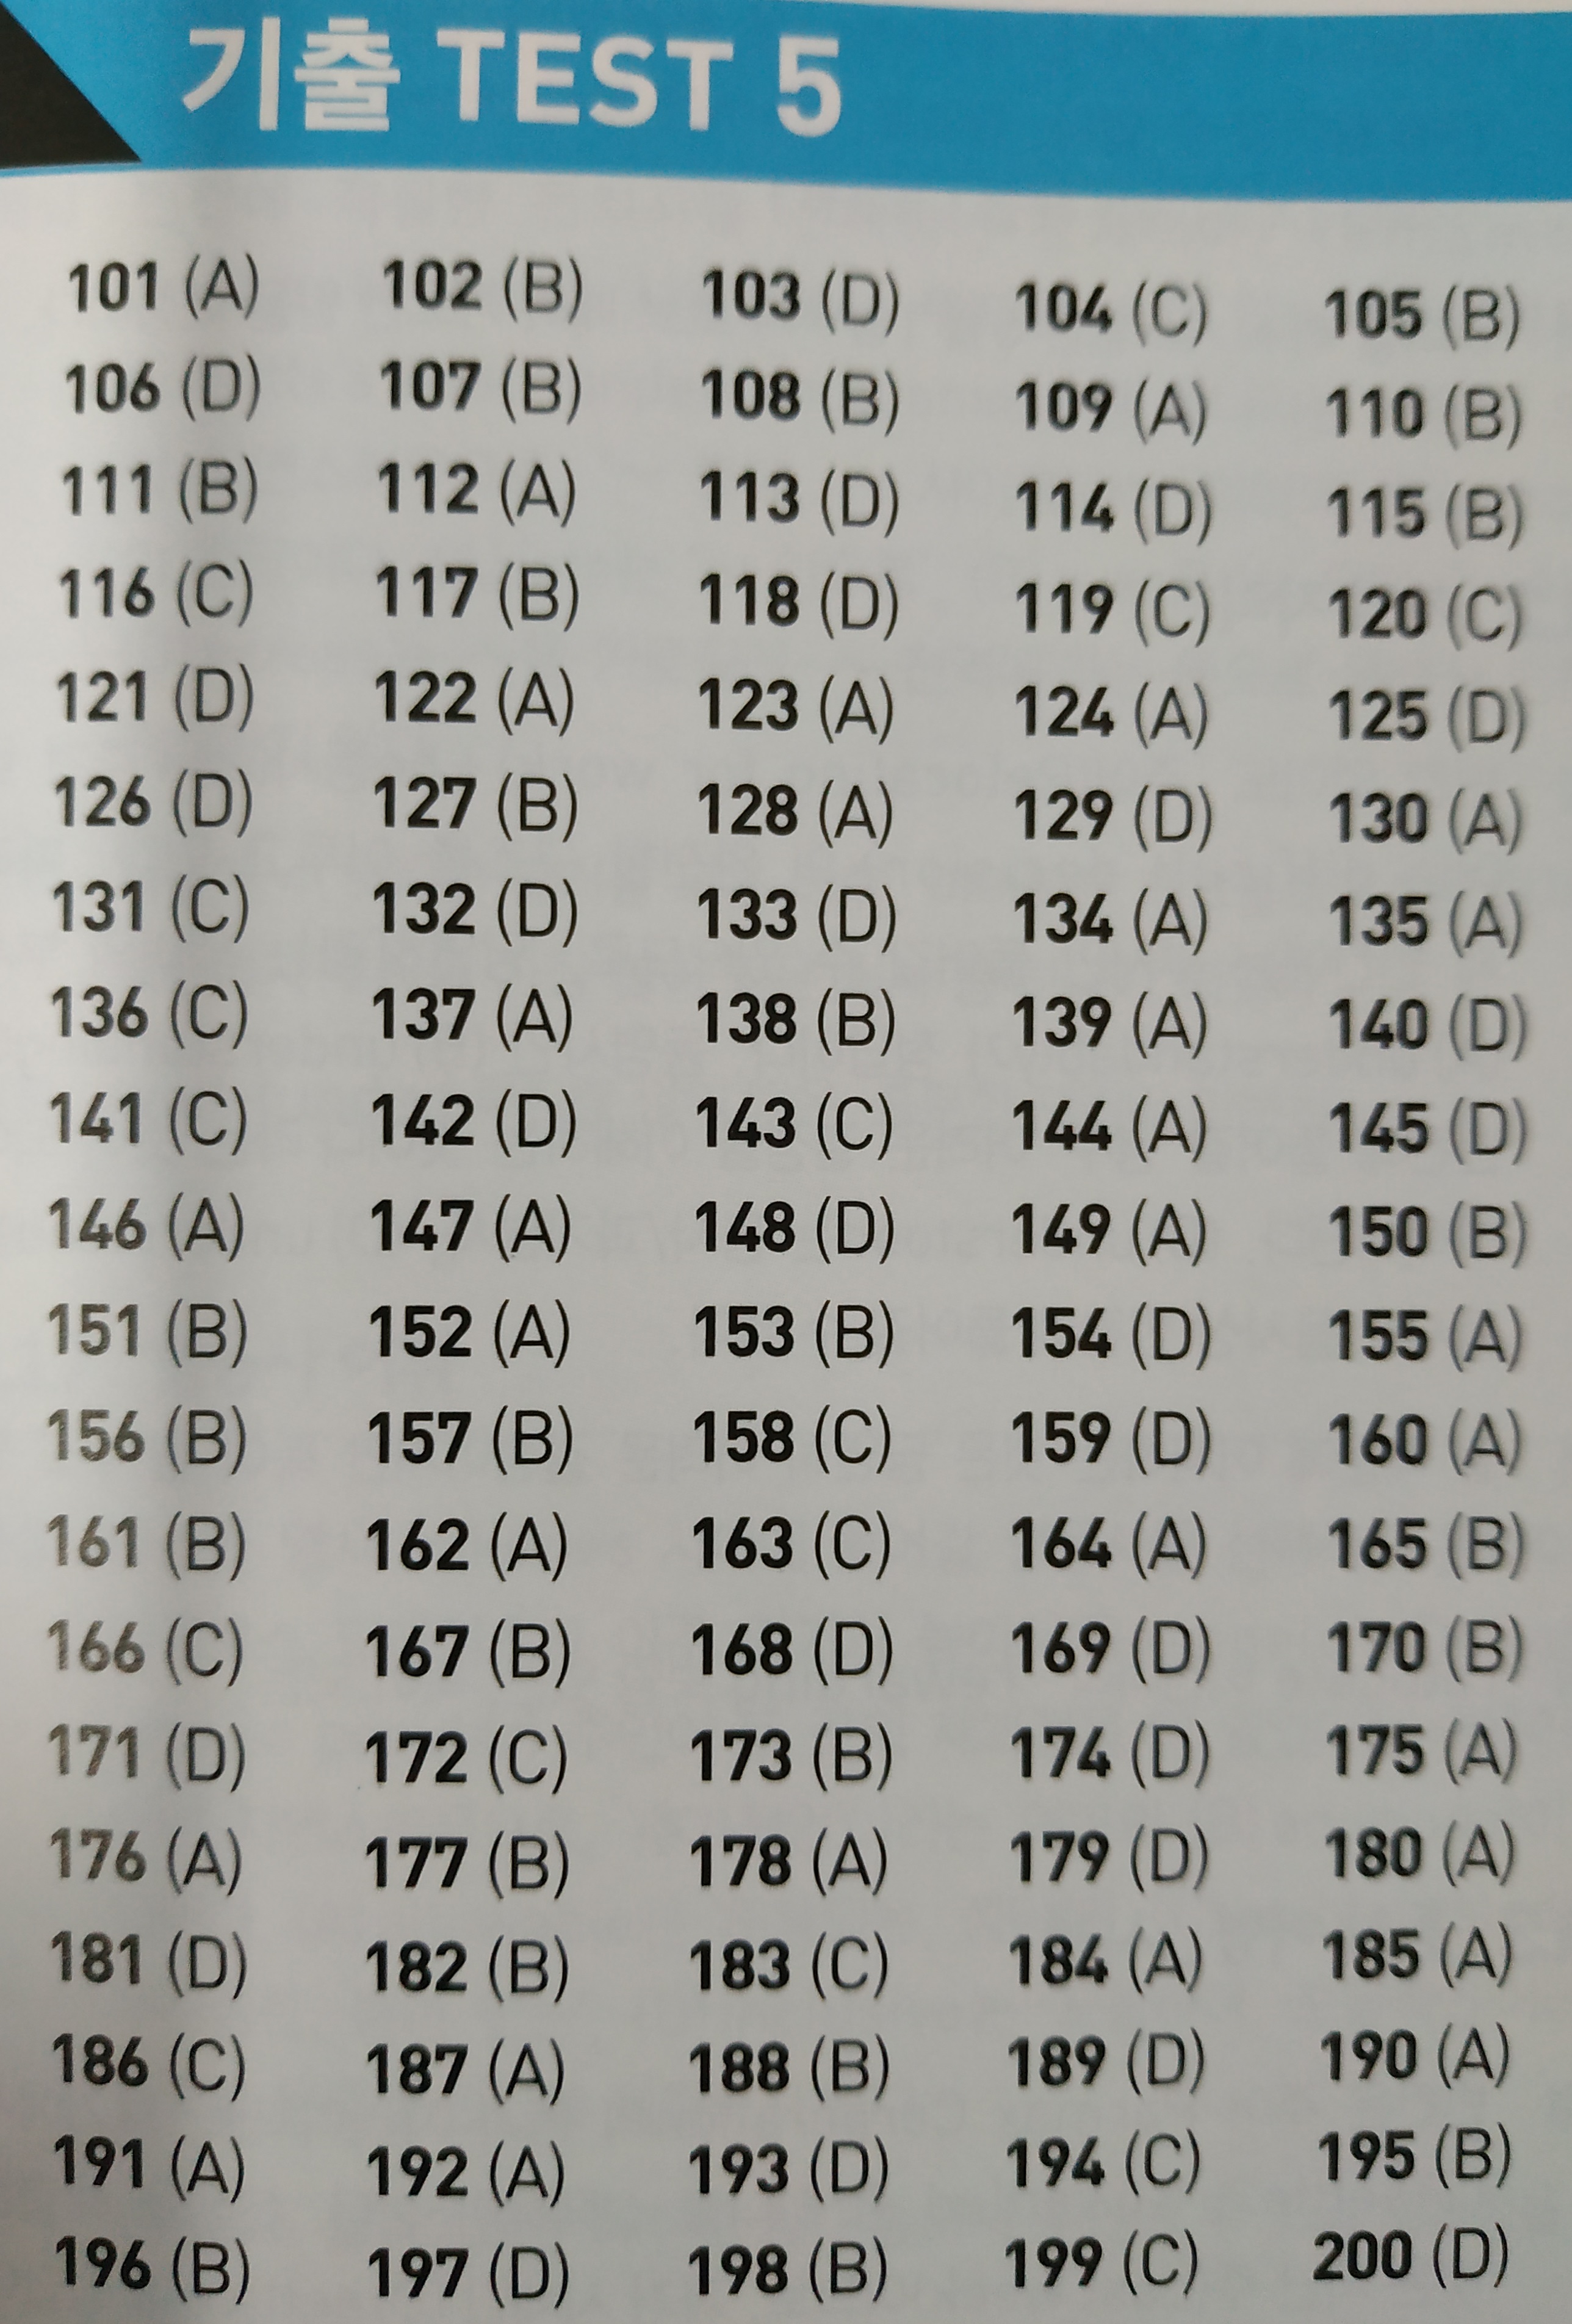 기출 TEST 5
101 (A) 102 (B) 103 (D) 104 (C) 105 (B)
106 (D) 107 (B) 108 (B) 109 (A) 110 (B)
111 (B) 112 (A) 113 (D) 114 (D) 115 (B)
116 (C) 117 (B) 118 (D) 119 (C) 120 (C)
121 (D) 122 (A) 123 (A) 124 (A) 125 (D)
126 (D) 127 (B) 128 (A) 129 (D) 130 (A)
131 (C) 132 (D) 133 (D) 134 (A) 135 (A)
136 (C) 137 (A) 138 (B) 139 (A) 140 (D)
141 (C) 142 (D) 143 (C) 144 (A) 145 (D)
146 (A) 147 (A) 148 (D) 149 (A) 150 (B)
151 (B) 152 (A) 153 (B) 154 (D) 155 (A)
156 (B) 157 (B) 158 (C) 159 (D) 160 (A)
161 (B) 162 (A) 163 (C) 164 (A) 165 (B)
166 (C) 167 (B) 168 (D) 169 (D) 170 (B)
171 (D) 172 (C) 173 (B) 174 (D) 175 (A)
176 (A) 177 (B) 178 (A) 179 (D) 180 (A)
181 (D) 182 (B) 183 (C) 184 (A) 185 (A)
186 (C) 187 (A) 188 (B) 189 (D) 190 (A)
191 (A) 192 (A) 193 (D) 194 (C) 195 (B)
196 (B) 197 (D) 198 (B) 199 (C) 200 (D)